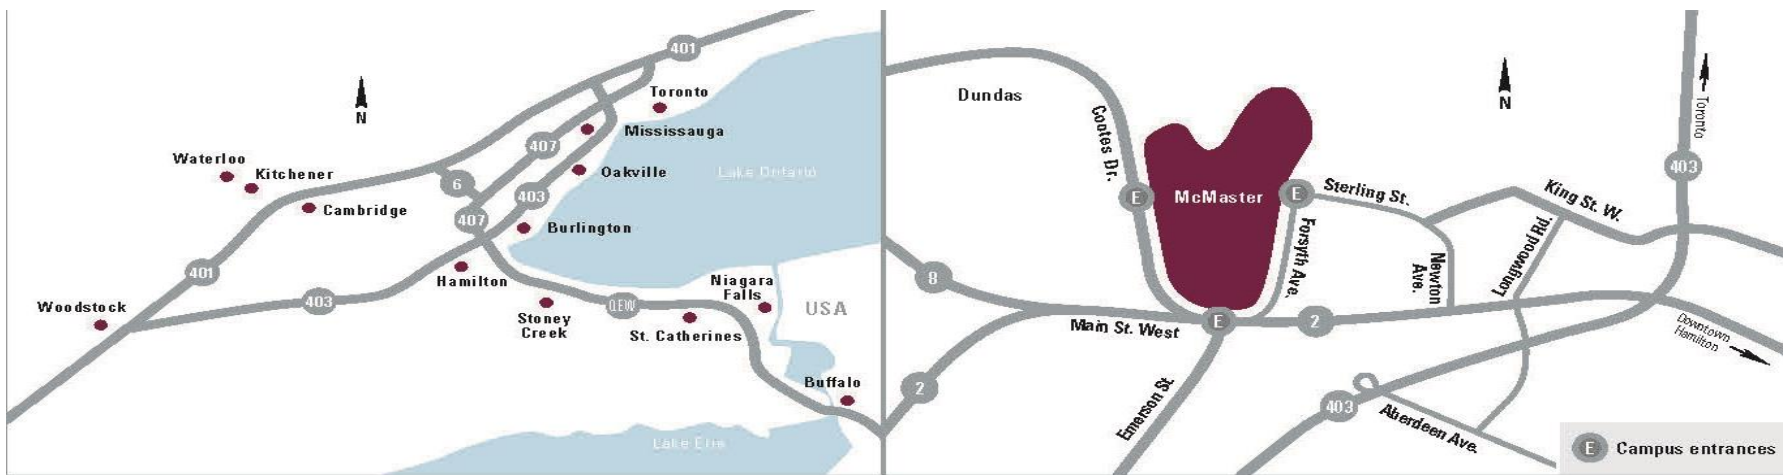 401
Toronto
N
407
Mississauga
Waterloo
Kitchener
6
Oakville
Lake Ontario
403
Cambridge
407
Burlington
401
Hamilton
Niagara
Falls
USA
Woodstock
403
QEW
Stoney
Creek
St. Catherines
Buffalo
Lake Erie
Dundas
Cootes Dr.
N
Toronto
403
McMaster
E
E
Sterling St.
King St. W.
Forsyth Ave.
Newton
Ave.
Longwood Rd.
8
Main St. West
E
2
Downtown
Hamilton
2
Emerson St.
403
Aberdeen Ave.
E Campus entrances